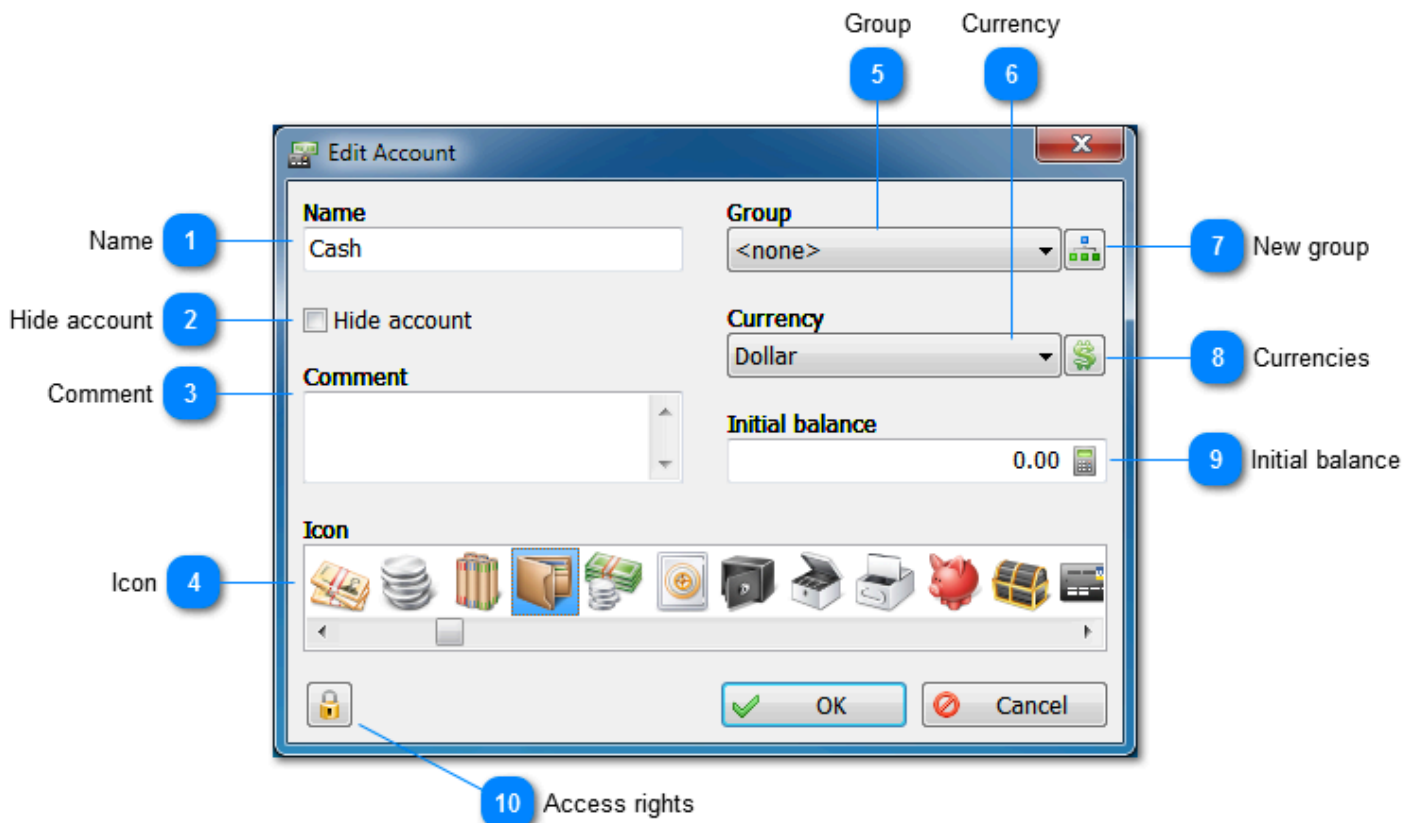 Group Currency
5 6
Edit Account
Name Group
Name 1 Cash <none> 7 New group
Hide account 2 Hide account Currency
Dollar 8 Currencies
Comment 3 Comment
Initial balance
0.00 9 Initial balance
Icon
Icon 4
OK Cancel
10 Access rights